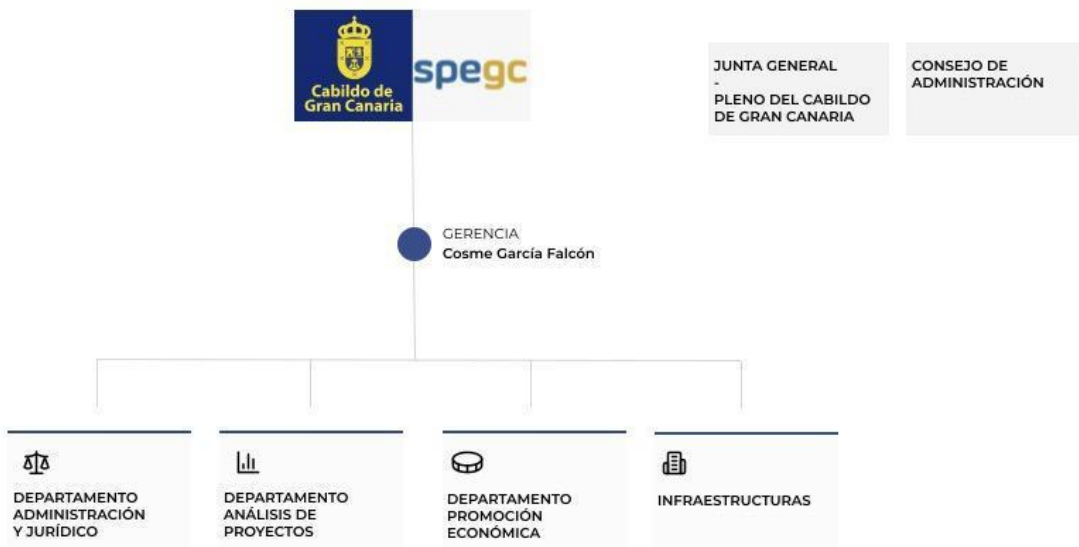 Cabildo de
Gran Canaria
spegc
JUNTA GENERAL
-
PLENO DEL CABILDO
DE GRAN CANARIA
CONSEJO DE
ADMINISTRACIÓN
GERENCIA
Cosme García Falcón
DEPARTAMENTO
ADMINISTRACIÓN
Y JURÍDICO
DEPARTAMENTO
ANÁLISIS DE
PROYECTOS
DEPARTAMENTO
PROMOCIÓN
ECONÓMICA
INFRAESTRUCTURAS